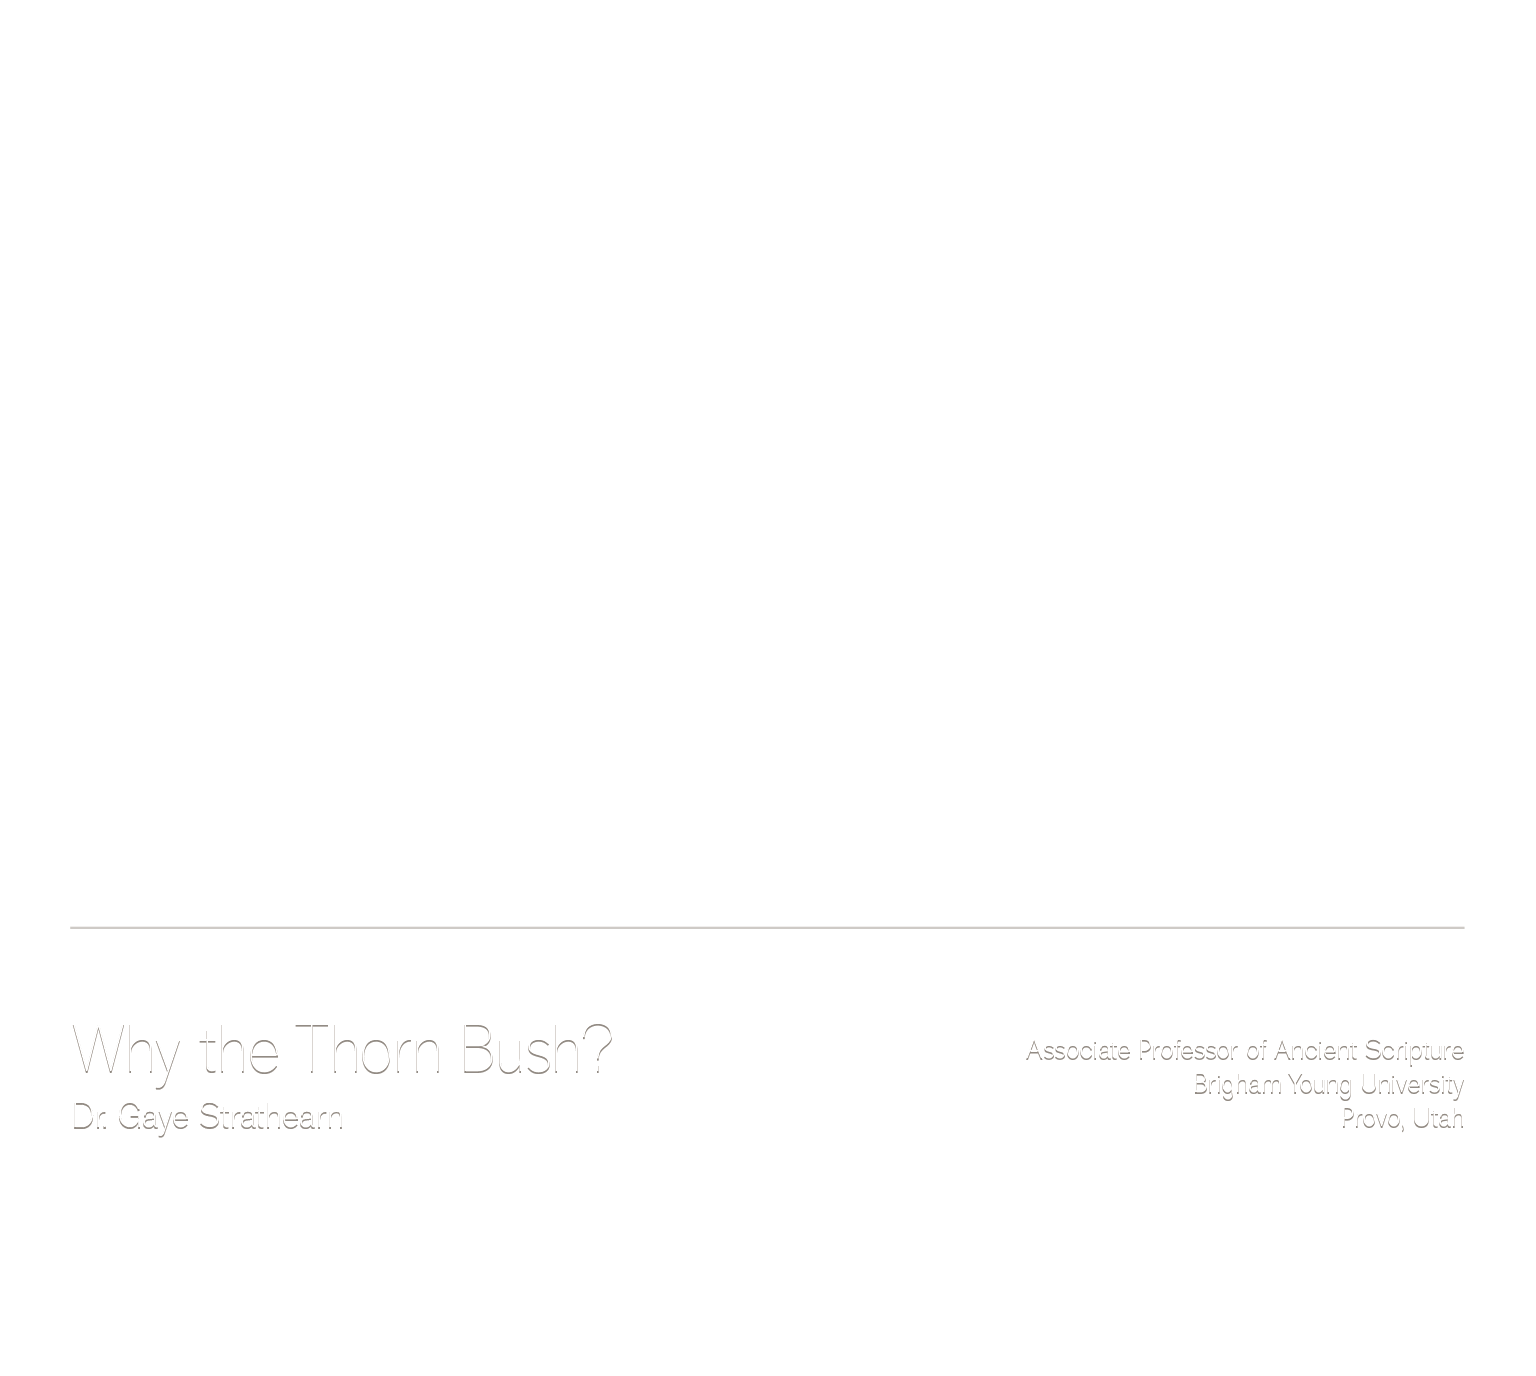 Why the Thorn Bush?
Dr. Gaye Strathearn
Associate Professor of Ancient Scripture
Brigham Young University
Provo, Utah